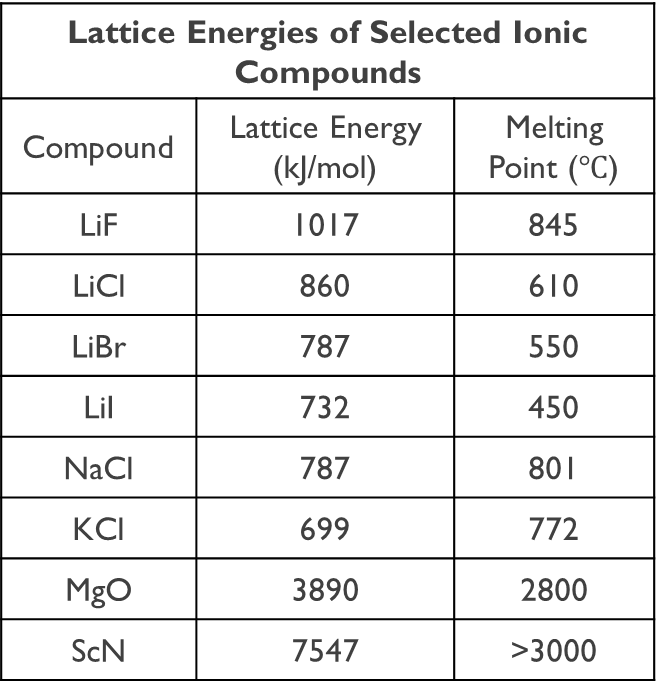 Lattice Energies of Selected Ionic
Compounds
Compound Lattice Energy (kJ/mol) Melting Point (°C)
LiF 1017 845
LiCl 860 610
LiBr 787 550
LiI 732 450
NaCl 787 801
KCl 699 772
MgO 3890 2800
ScN 7547 >3000